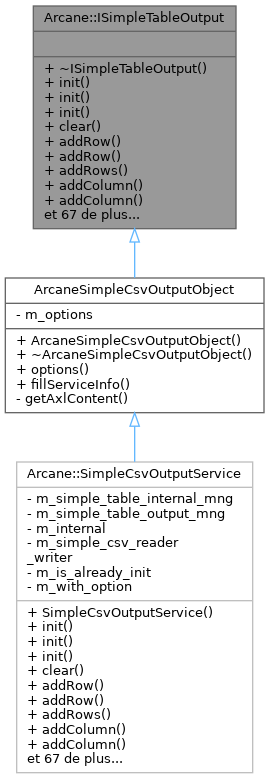 Arcane::ISimpleTableOutput
+ ~ISimpleTableOutput()
+ init()
+ init()
+ init()
+ clear()
+ addRow()
+ addRow()
+ addRows()
+ addColumn()
+ addColumn()
et 67 de plus...
ArcaneSimpleCsvOutputObject
- m_options
+ ArcaneSimpleCsvOutputObject()
+ ~ArcaneSimpleCsvOutputObject()
+ options()
+ fillServiceInfo()
- getAxlContent()
Arcane::SimpleCsvOutputService
- m_simple_table_internal_mng
- m_simple_table_output_mng
- m_internal
- m_simple_csv_reader
_writer
- m_is_already_init
- m_with_option
+ SimpleCsvOutputService()
+ init()
+ init()
+ init()
+ clear()
+ addRow()
+ addRow()
+ addRows()
+ addColumn()
+ addColumn()
et 67 de plus...